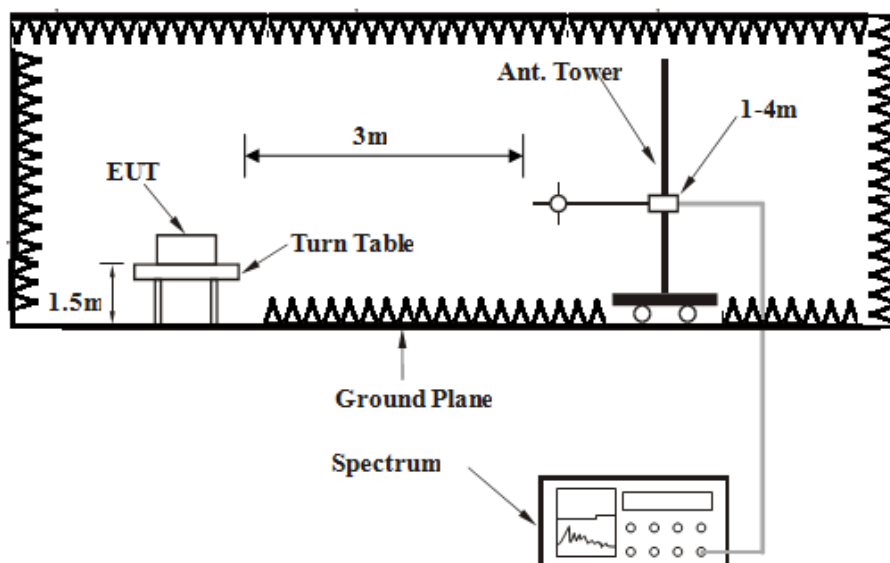 Ant. Tower
1-4m
3m
EUT
Turn Table
1.5m
Ground Plane
Spectrum